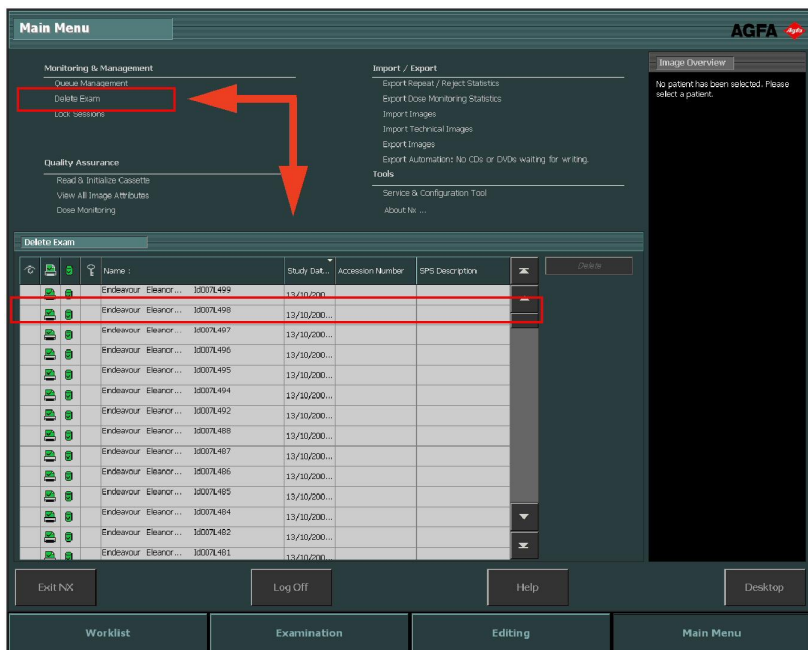 Main Menu
AGFA
Agfa
Monitoring & Management
Queue Management
Delete Exam
Lock Sessions
Quality Assurance
Read & Initialize Cassette
View All Image Attributes
Dose Monitoring
Import / Export
Export Repeat / Reject Statistics
Export Dose Monitoring Statistics
Import Images
Import Technical Images
Export Images
Export Automation: No CDs or DVDs waiting for writing.
Tools
Service & Configuration Tool
About Nx ...
Image Overview
No patient has been selected. Please
select a patient.
Delete Exam
Name : Study Dat... Accession Number SPS Description
Delete
Endeavour Eleanor... Id007L499 13/10/200...
Endeavour Eleanor... Id007L498 13/10/200...
Endeavour Eleanor... Id007L497 13/10/200...
Endeavour Eleanor... Id007L496 13/10/200...
Endeavour Eleanor... Id007L495 13/10/200...
Endeavour Eleanor... Id007L494 13/10/200...
Endeavour Eleanor... Id007L492 13/10/200...
Endeavour Eleanor... Id007L488 13/10/200...
Endeavour Eleanor... Id007L487 13/10/200...
Endeavour Eleanor... Id007L486 13/10/200...
Endeavour Eleanor... Id007L485 13/10/200...
Endeavour Eleanor... Id007L484 13/10/200...
Endeavour Eleanor... Id007L482 13/10/200...
Endeavour Eleanor... Id007L481 13/10/200...
Exit NX Log Off Help Desktop
Worklist Examination Editing Main Menu